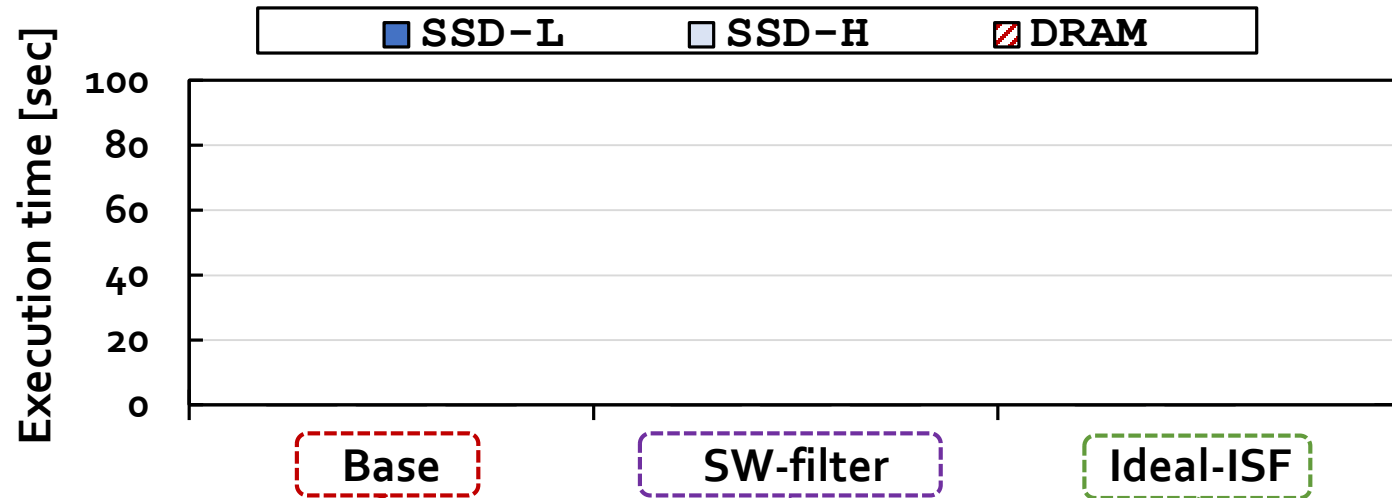 SSD-L SSD-H DRAM
Execution time [sec]
100
80
60
40
20
0
Base SW-filter Ideal-ISF